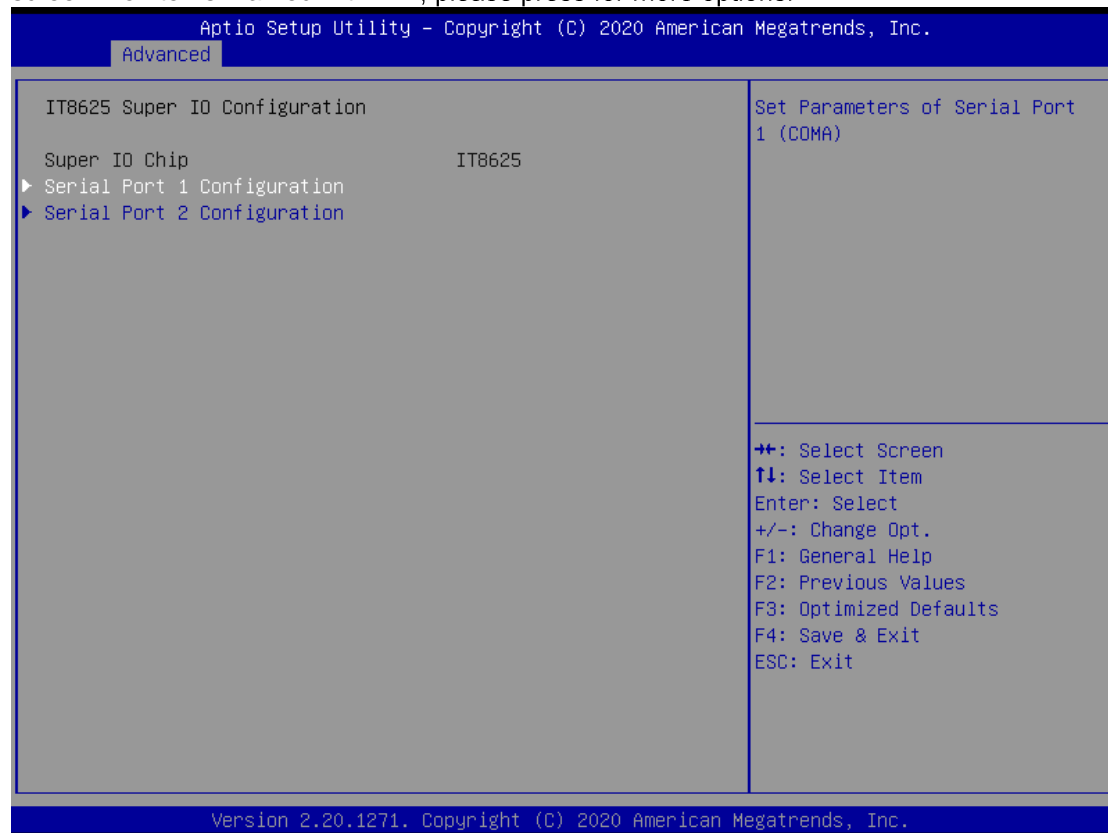 Aptio Setup Utility – Copyright (C) 2020 American Megatrends, Inc.
Advanced
IT8625 Super IO Configuration
Super IO Chip IT8625
▶ Serial Port 1 Configuration
▶ Serial Port 2 Configuration
Set Parameters of Serial Port
1 (COMA)
→←: Select Screen
↑↓: Select Item
Enter: Select
+/-: Change Opt.
F1: General Help
F2: Previous Values
F3: Optimized Defaults
F4: Save & Exit
ESC: Exit
Version 2.20.1271. Copyright (C) 2020 American Megatrends, Inc.